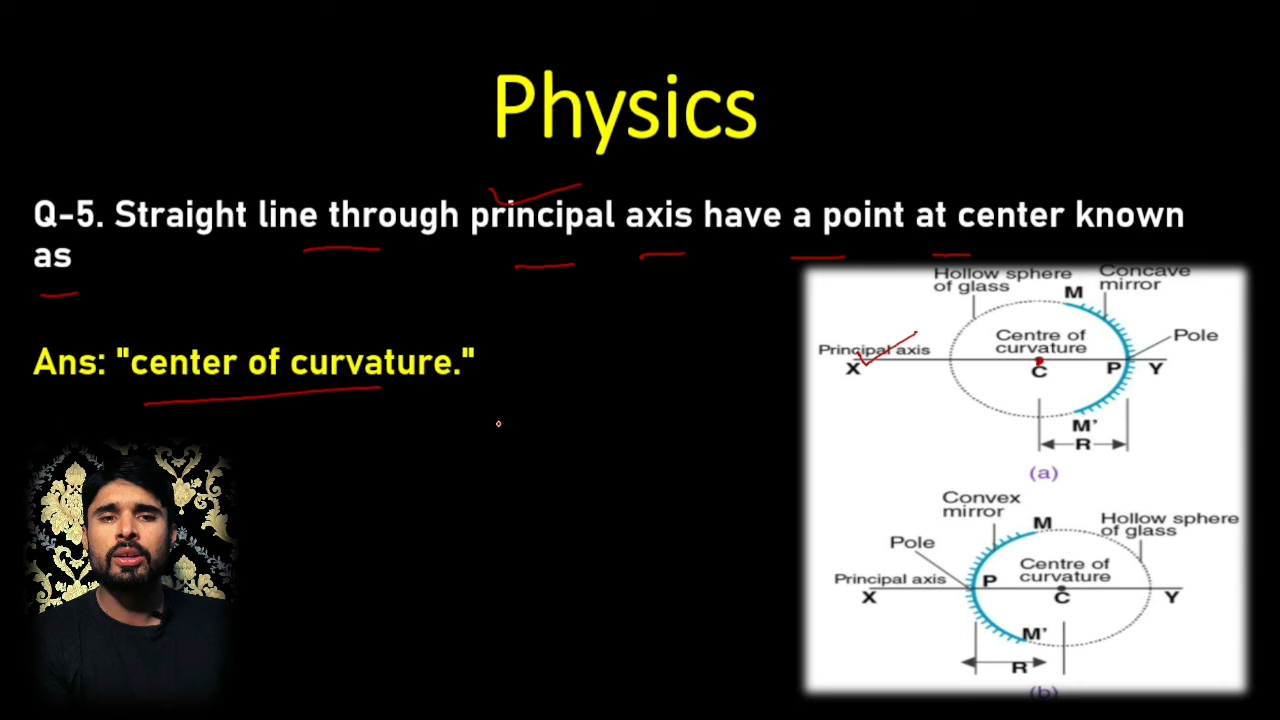 Physics
Q-5. Straight line through principal axis have a point at center known
as
Ans: "center of curvature."
Hollow sphere
of glass
Concave
mirror
M
Centre of
curvature
Pole
Principal axis
X
C
P
Y
M'
R
(a)
Convex
mirror
M
Hollow sphere
of glass
Pole
Centre of
curvature
Principal axis
P
X
C
Y
M'
R
(b)